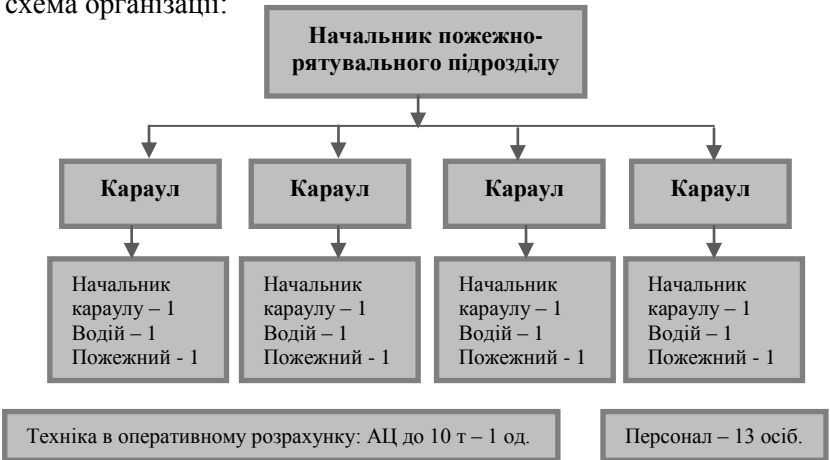 схема організації:
Начальник пожежно-
рятувального підрозділу
Караул
Караул
Караул
Караул
Начальник
караулу – 1
Водій – 1
Пожежний - 1
Начальник
караулу – 1
Водій – 1
Пожежний - 1
Начальник
караулу – 1
Водій – 1
Пожежний - 1
Начальник
караулу – 1
Водій – 1
Пожежний - 1
Техніка в оперативному розрахунку: АЦ до 10 т – 1 од.
Персонал – 13 осіб.